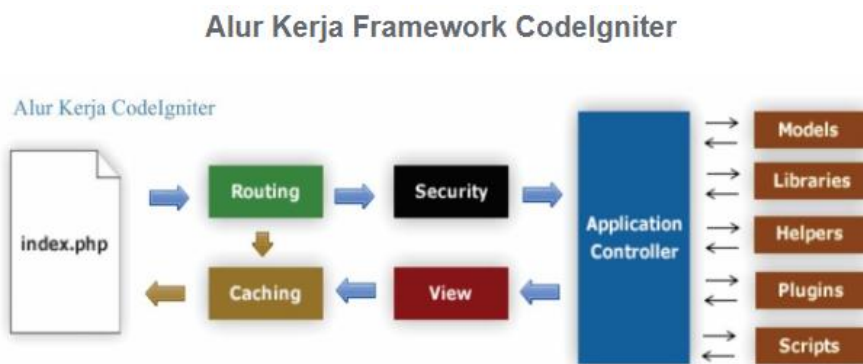 Alur Kerja Framework CodeIgniter
Alur Kerja CodeIgniter
index.php
Routing
Security
Caching
View
Application
Controller
Models
Libraries
Helpers
Plugins
Scripts